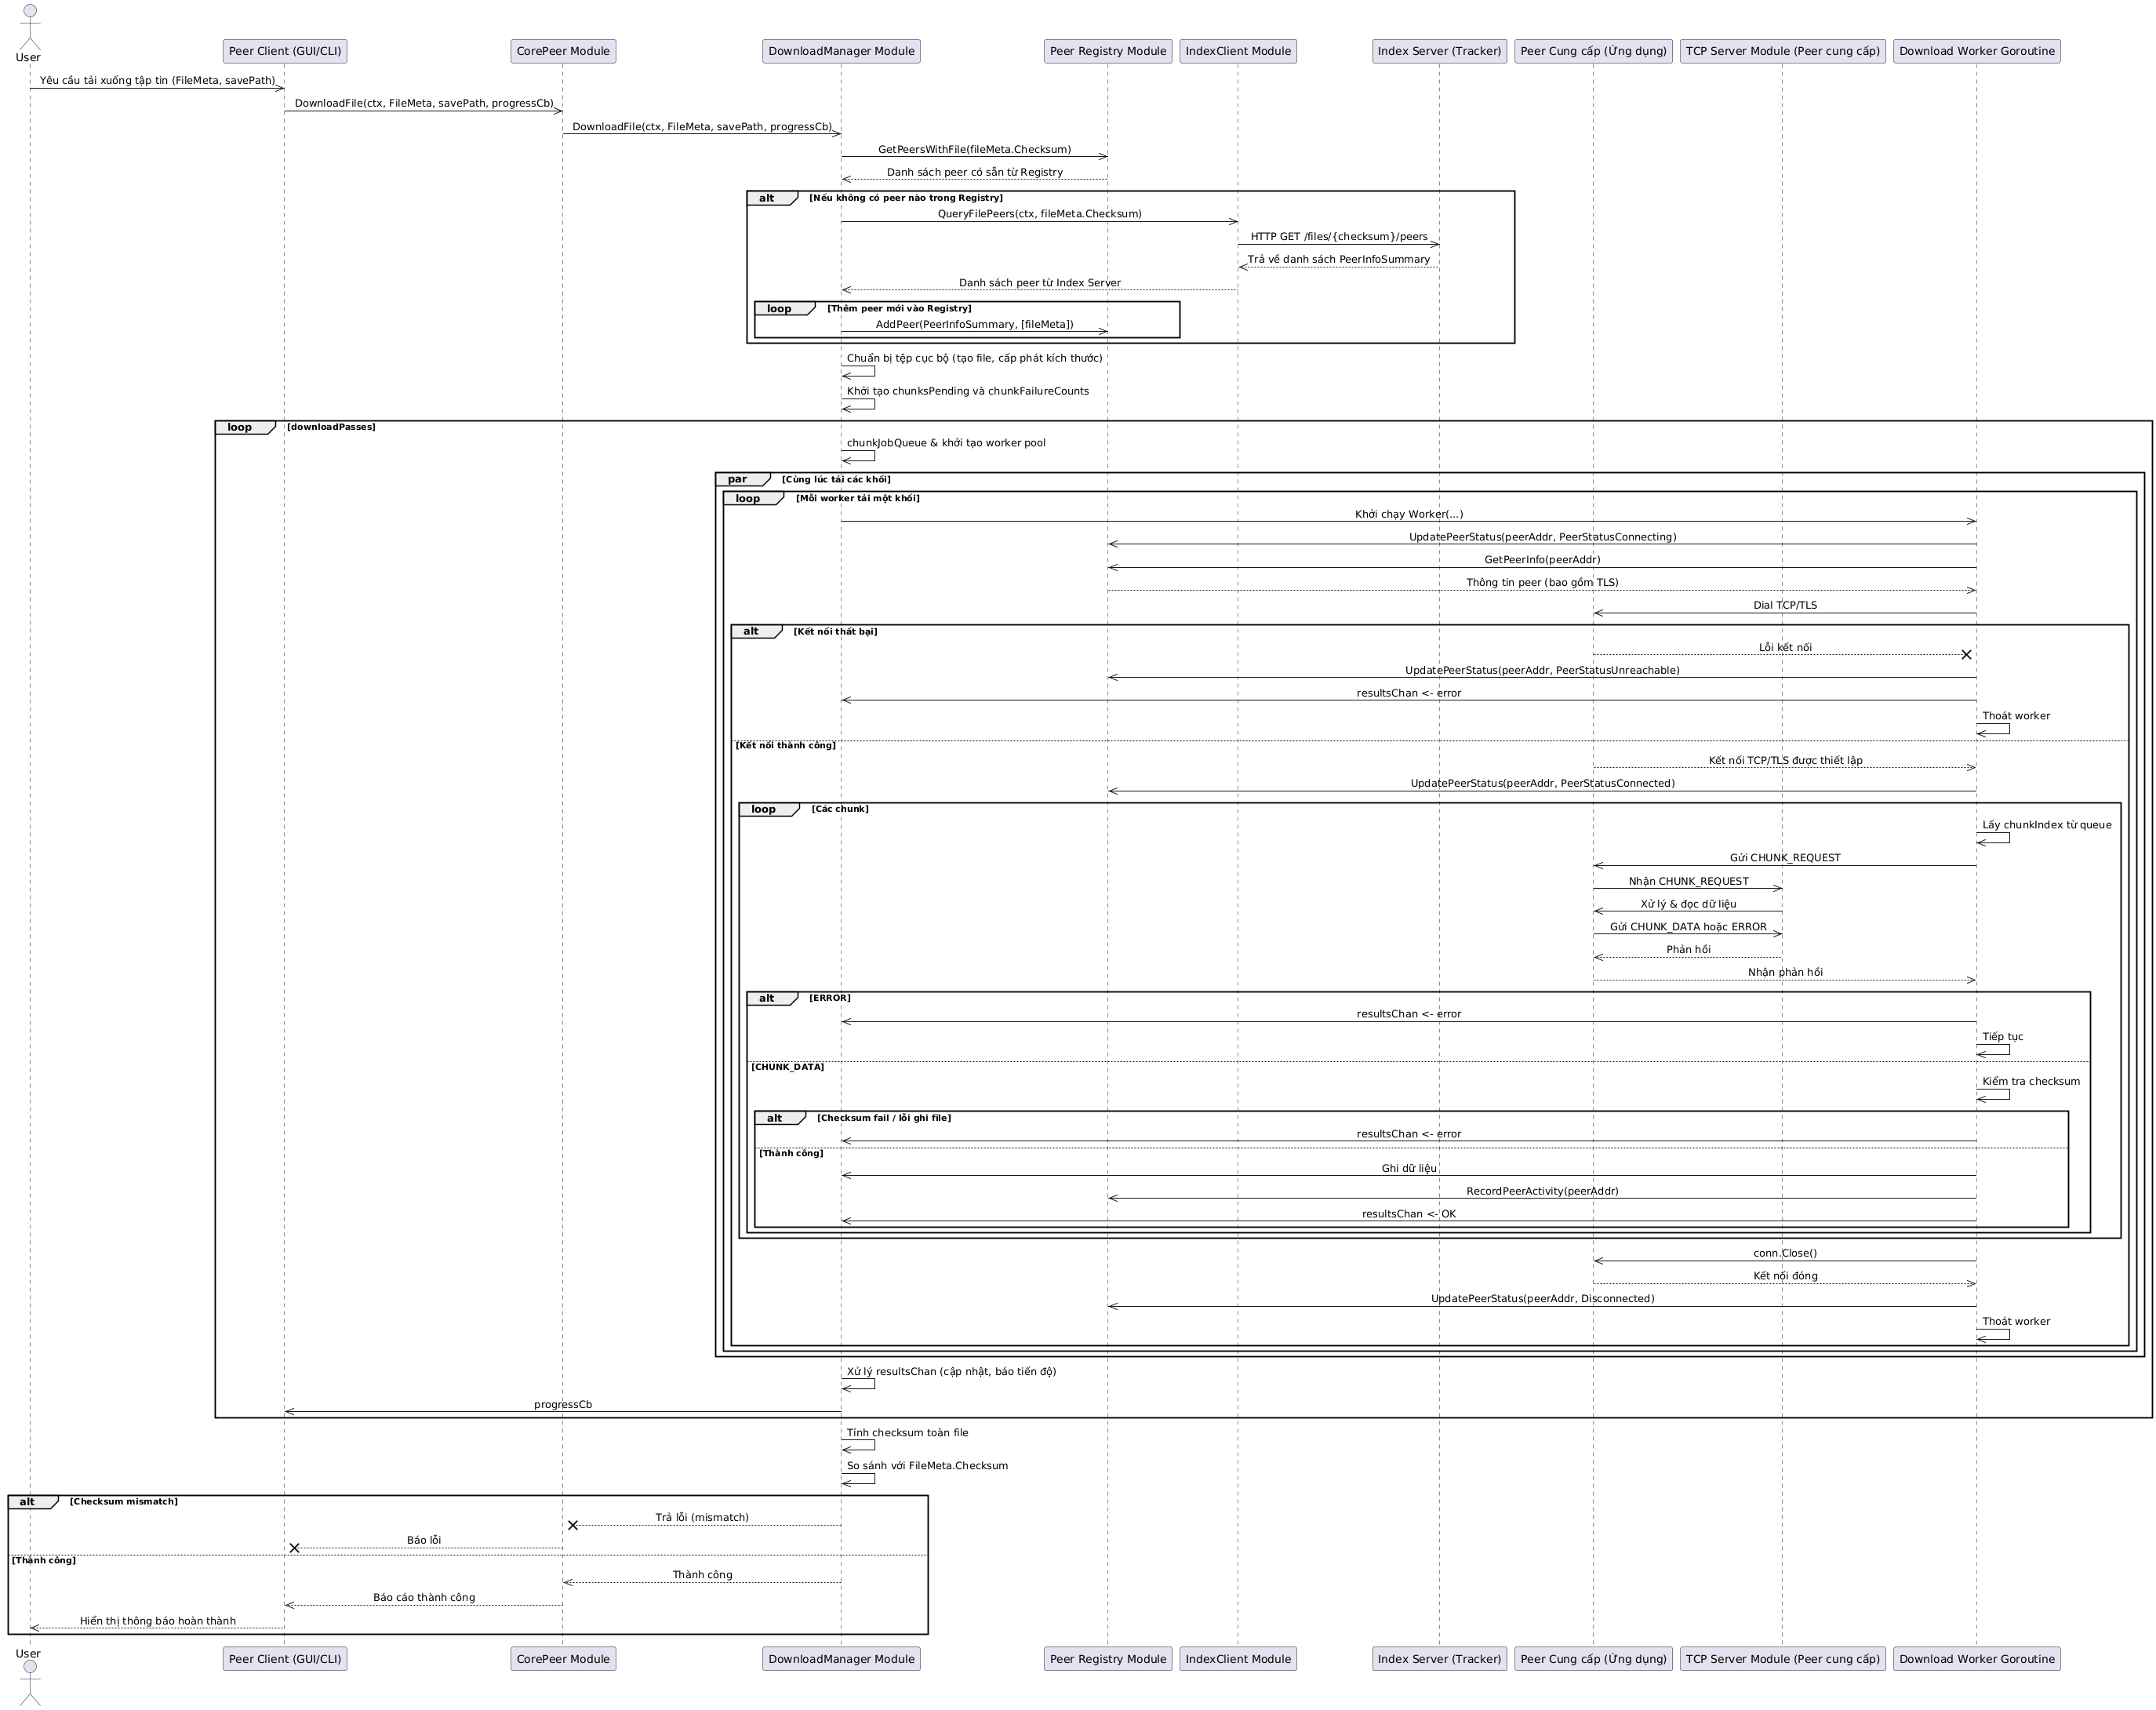 User
Peer Client (GUI/CLI)
CorePeer Module
DownloadManager Module
Peer Registry Module
IndexClient Module
Index Server (Tracker)
Peer Cung cấp (Ứng dụng)
TCP Server Module (Peer cung cấp)
Download Worker Goroutine
Yêu cầu tải xuống tập tin (FileMeta, savePath)
DownloadFile(ctx, FileMeta, savePath, progressCb)
DownloadFile(ctx, FileMeta, savePath, progressCb)
GetPeersWithFile(fileMeta.Checksum)
Danh sách peer có sẵn từ Registry
alt [Nếu không có peer nào trong Registry]
QueryFilePeers(ctx, fileMeta.Checksum)
HTTP GET /files/{checksum}/peers
Trả về danh sách PeerInfoSummary
Danh sách peer từ Index Server
loop [Thêm peer mới vào Registry]
AddPeer(PeerInfoSummary, [fileMeta])
Chuẩn bị tệp cục bộ (tạo file, cấp phát kích thước)
Khởi tạo chunksPending và chunkFailureCounts
loop [downloadPasses]
chunkJobQueue & khởi tạo worker pool
par [Cùng lúc tải các khối]
loop [Mỗi worker tải một khối]
Khởi chạy Worker(...)
UpdatePeerStatus(peerAddr, PeerStatusConnecting)
GetPeerInfo(peerAddr)
Thông tin peer (bao gồm TLS)
Dial TCP/TLS
alt [Kết nối thất bại]
Lỗi kết nối
UpdatePeerStatus(peerAddr, PeerStatusUnreachable)
resultsChan <- error
Thoát worker
[Kết nối thành công]
Kết nối TCP/TLS được thiết lập
UpdatePeerStatus(peerAddr, PeerStatusConnected)
loop [Các chunk]
Lấy chunkIndex từ queue
Gửi CHUNK_REQUEST
Nhận CHUNK_REQUEST
Xử lý & đọc dữ liệu
Gửi CHUNK_DATA hoặc ERROR
Phản hồi
Nhận phản hồi
alt [ERROR]
resultsChan <- error
Tiếp tục
[CHUNK_DATA]
Kiểm tra checksum
alt [Checksum fail / lỗi ghi file]
resultsChan <- error
[Thành công]
Ghi dữ liệu
RecordPeerActivity(peerAddr)
resultsChan <- OK
conn.Close()
Kết nối đóng
UpdatePeerStatus(peerAddr, Disconnected)
Thoát worker
Xử lý resultsChan (cập nhật, báo tiến độ)
progressCb
Tính checksum toàn file
So sánh với FileMeta.Checksum
alt [Checksum mismatch]
Trả lỗi (mismatch)
Báo lỗi
[Thành công]
Thành công
Báo cáo thành công
Hiển thị thông báo hoàn thành
User
Peer Client (GUI/CLI)
CorePeer Module
DownloadManager Module
Peer Registry Module
IndexClient Module
Index Server (Tracker)
Peer Cung cấp (Ứng dụng)
TCP Server Module (Peer cung cấp)
Download Worker Goroutine